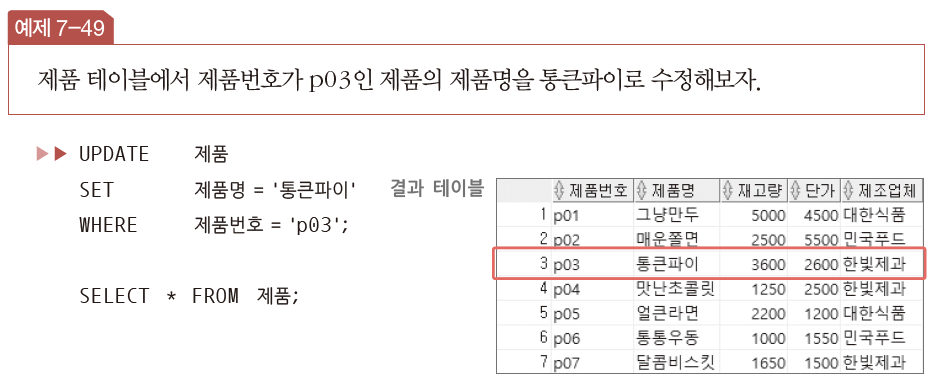 예제 7-49
제품 테이블에서 제품번호가 p03인 제품의 제품명을 통큰파이로 수정해보자.
▶▶ UPDATE 제품
SET 제품명 = '통큰파이'
WHERE 제품번호 = 'p03';
SELECT * FROM 제품;
결과 테이블
제품번호 제품명 재고량 단가 제조업체
1 p01 그냥만두 5000 4500 대한식품
2 p02 매운쫄면 2500 5500 민국푸드
3 p03 통큰파이 3600 2600 한빛제과
4 p04 맛난초콜릿 1250 2500 한빛제과
5 p05 얼큰라면 2200 1200 대한식품
6 p06 통통우동 1000 1550 민국푸드
7 p07 달콤비스킷 1650 1500 한빛제과